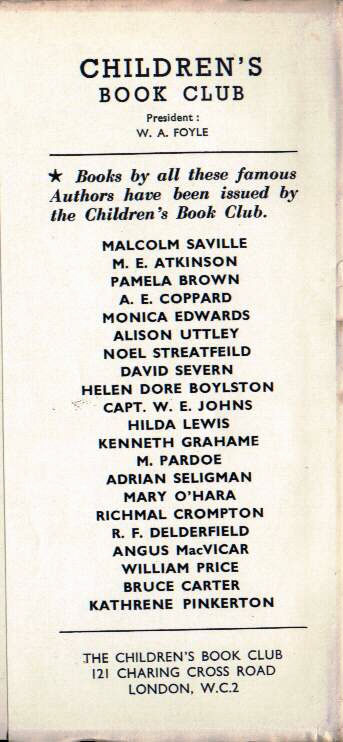 CHILDREN'S
BOOK CLUB
President :
W. A. FOYLE
★ Books by all these famous
Authors have been issued by
the Children's Book Club.
MALCOLM SAVILLE
M. E. ATKINSON
PAMELA BROWN
A. E. COPPARD
MONICA EDWARDS
ALISON UTTLEY
NOEL STREATFEILD
DAVID SEVERN
HELEN DORE BOYLSTON
CAPT. W. E. JOHNS
HILDA LEWIS
KENNETH GRAHAME
M. PARDOE
ADRIAN SELIGMAN
MARY O'HARA
RICHMAL CROMPTON
R. F. DELDERFIELD
ANGUS MacVICAR
WILLIAM PRICE
BRUCE CARTER
KATHRENE PINKERTON
THE CHILDREN'S BOOK CLUB
121 CHARING CROSS ROAD
LONDON, W.C.2